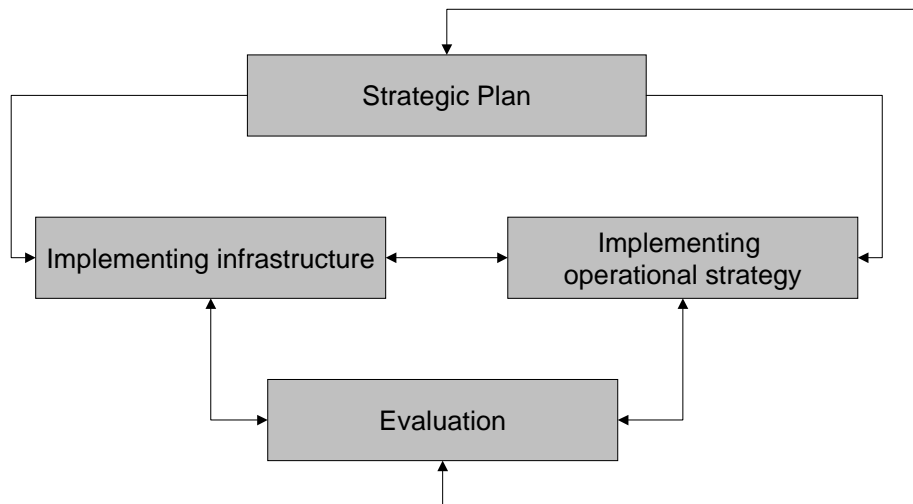 Strategic Plan
Implementing infrastructure
Implementing
operational strategy
Evaluation